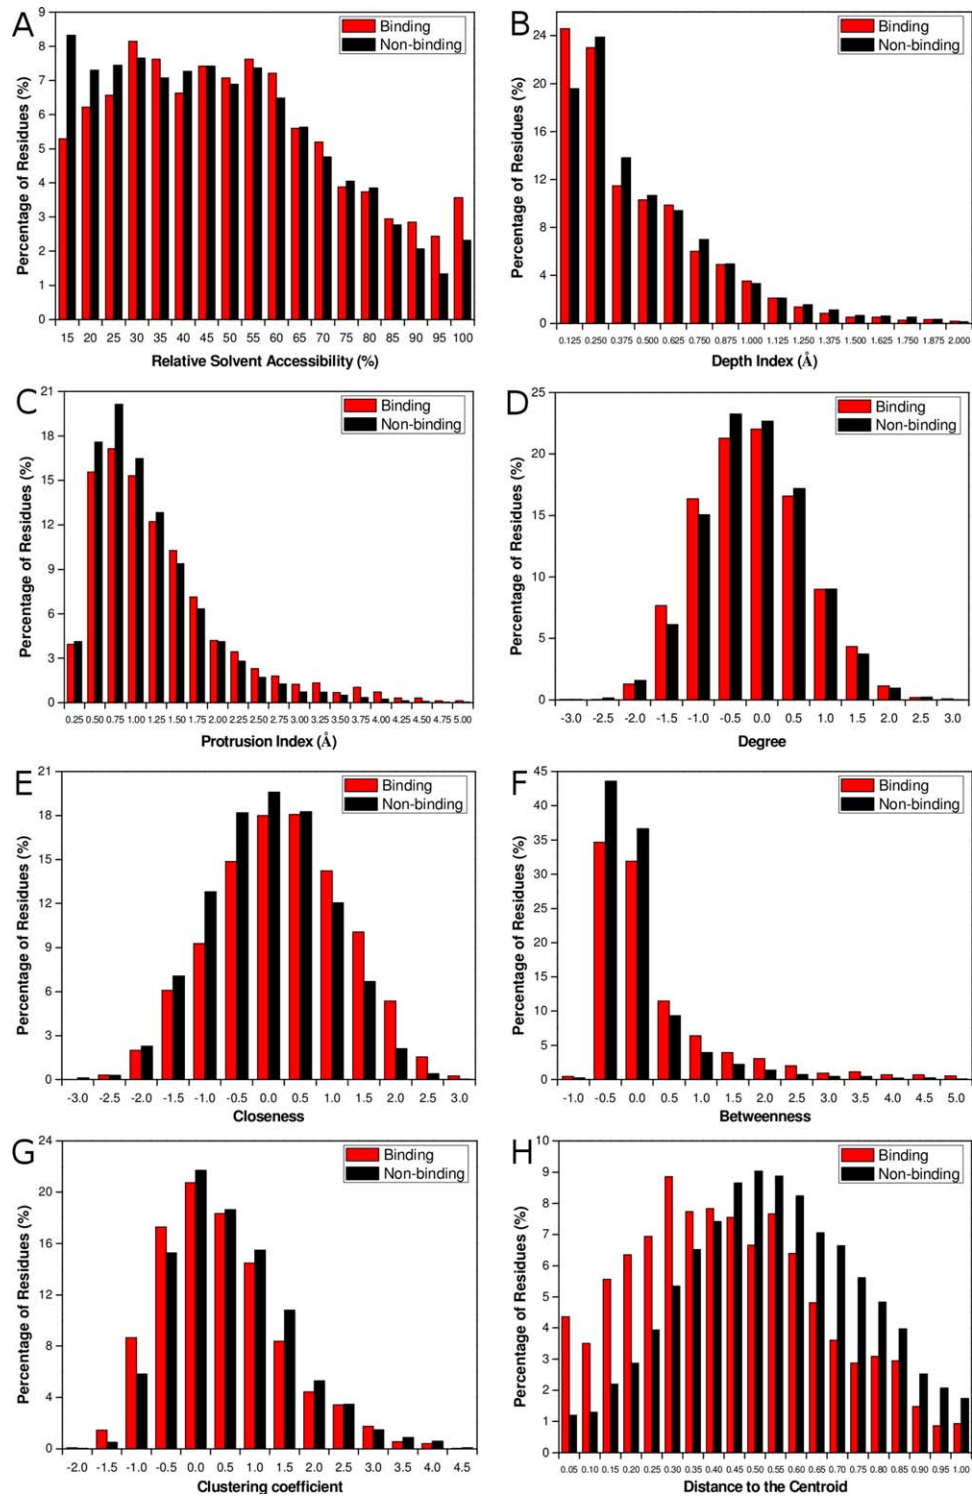 A
Binding
Non-binding
Percentage of Residues (%)
9
8
7
6
5
4
3
2
1
0
15 20 25 30 35 40 45 50 55 60 65 70 75 80 85 90 95 100
Relative Solvent Accessibility (%)
B
Binding
Non-binding
Percentage of Residues (%)
24
20
16
12
8
4
0
0.125 0.250 0.375 0.500 0.625 0.750 0.875 1.000 1.125 1.250 1.375 1.500 1.625 1.750 1.875 2.000
Depth Index (Å)
C
Binding
Non-binding
Percentage of Residues (%)
21
18
15
12
9
6
3
0
0.25 0.50 0.75 1.00 1.25 1.50 1.75 2.00 2.25 2.50 2.75 3.00 3.25 3.50 3.75 4.00 4.25 4.50 4.75 5.00
Protrusion Index (Å)
D
Binding
Non-binding
Percentage of Residues (%)
25
20
15
10
5
0
-3.0 -2.5 -2.0 -1.5 -1.0 -0.5 0.0 0.5 1.0 1.5 2.0 2.5 3.0
Degree
E
Binding
Non-binding
Percentage of Residues (%)
21
18
15
12
9
6
3
0
-3.0 -2.5 -2.0 -1.5 -1.0 -0.5 0.0 0.5 1.0 1.5 2.0 2.5 3.0
Closeness
F
Binding
Non-binding
Percentage of Residues (%)
45
40
35
30
25
20
15
10
5
0
-1.0 -0.5 0.0 0.5 1.0 1.5 2.0 2.5 3.0 3.5 4.0 4.5 5.0
Betweenness
G
Binding
Non-binding
Percentage of Residues (%)
24
20
16
12
8
4
0
-2.0 -1.5 -1.0 -0.5 0.0 0.5 1.0 1.5 2.0 2.5 3.0 3.5 4.0 4.5
Clustering coefficient
H
Binding
Non-binding
Percentage of Residues (%)
10
9
8
7
6
5
4
3
2
1
0
0.05 0.10 0.15 0.20 0.25 0.30 0.35 0.40 0.45 0.50 0.55 0.60 0.65 0.70 0.75 0.80 0.85 0.90 0.95 1.00
Distance to the Centroid